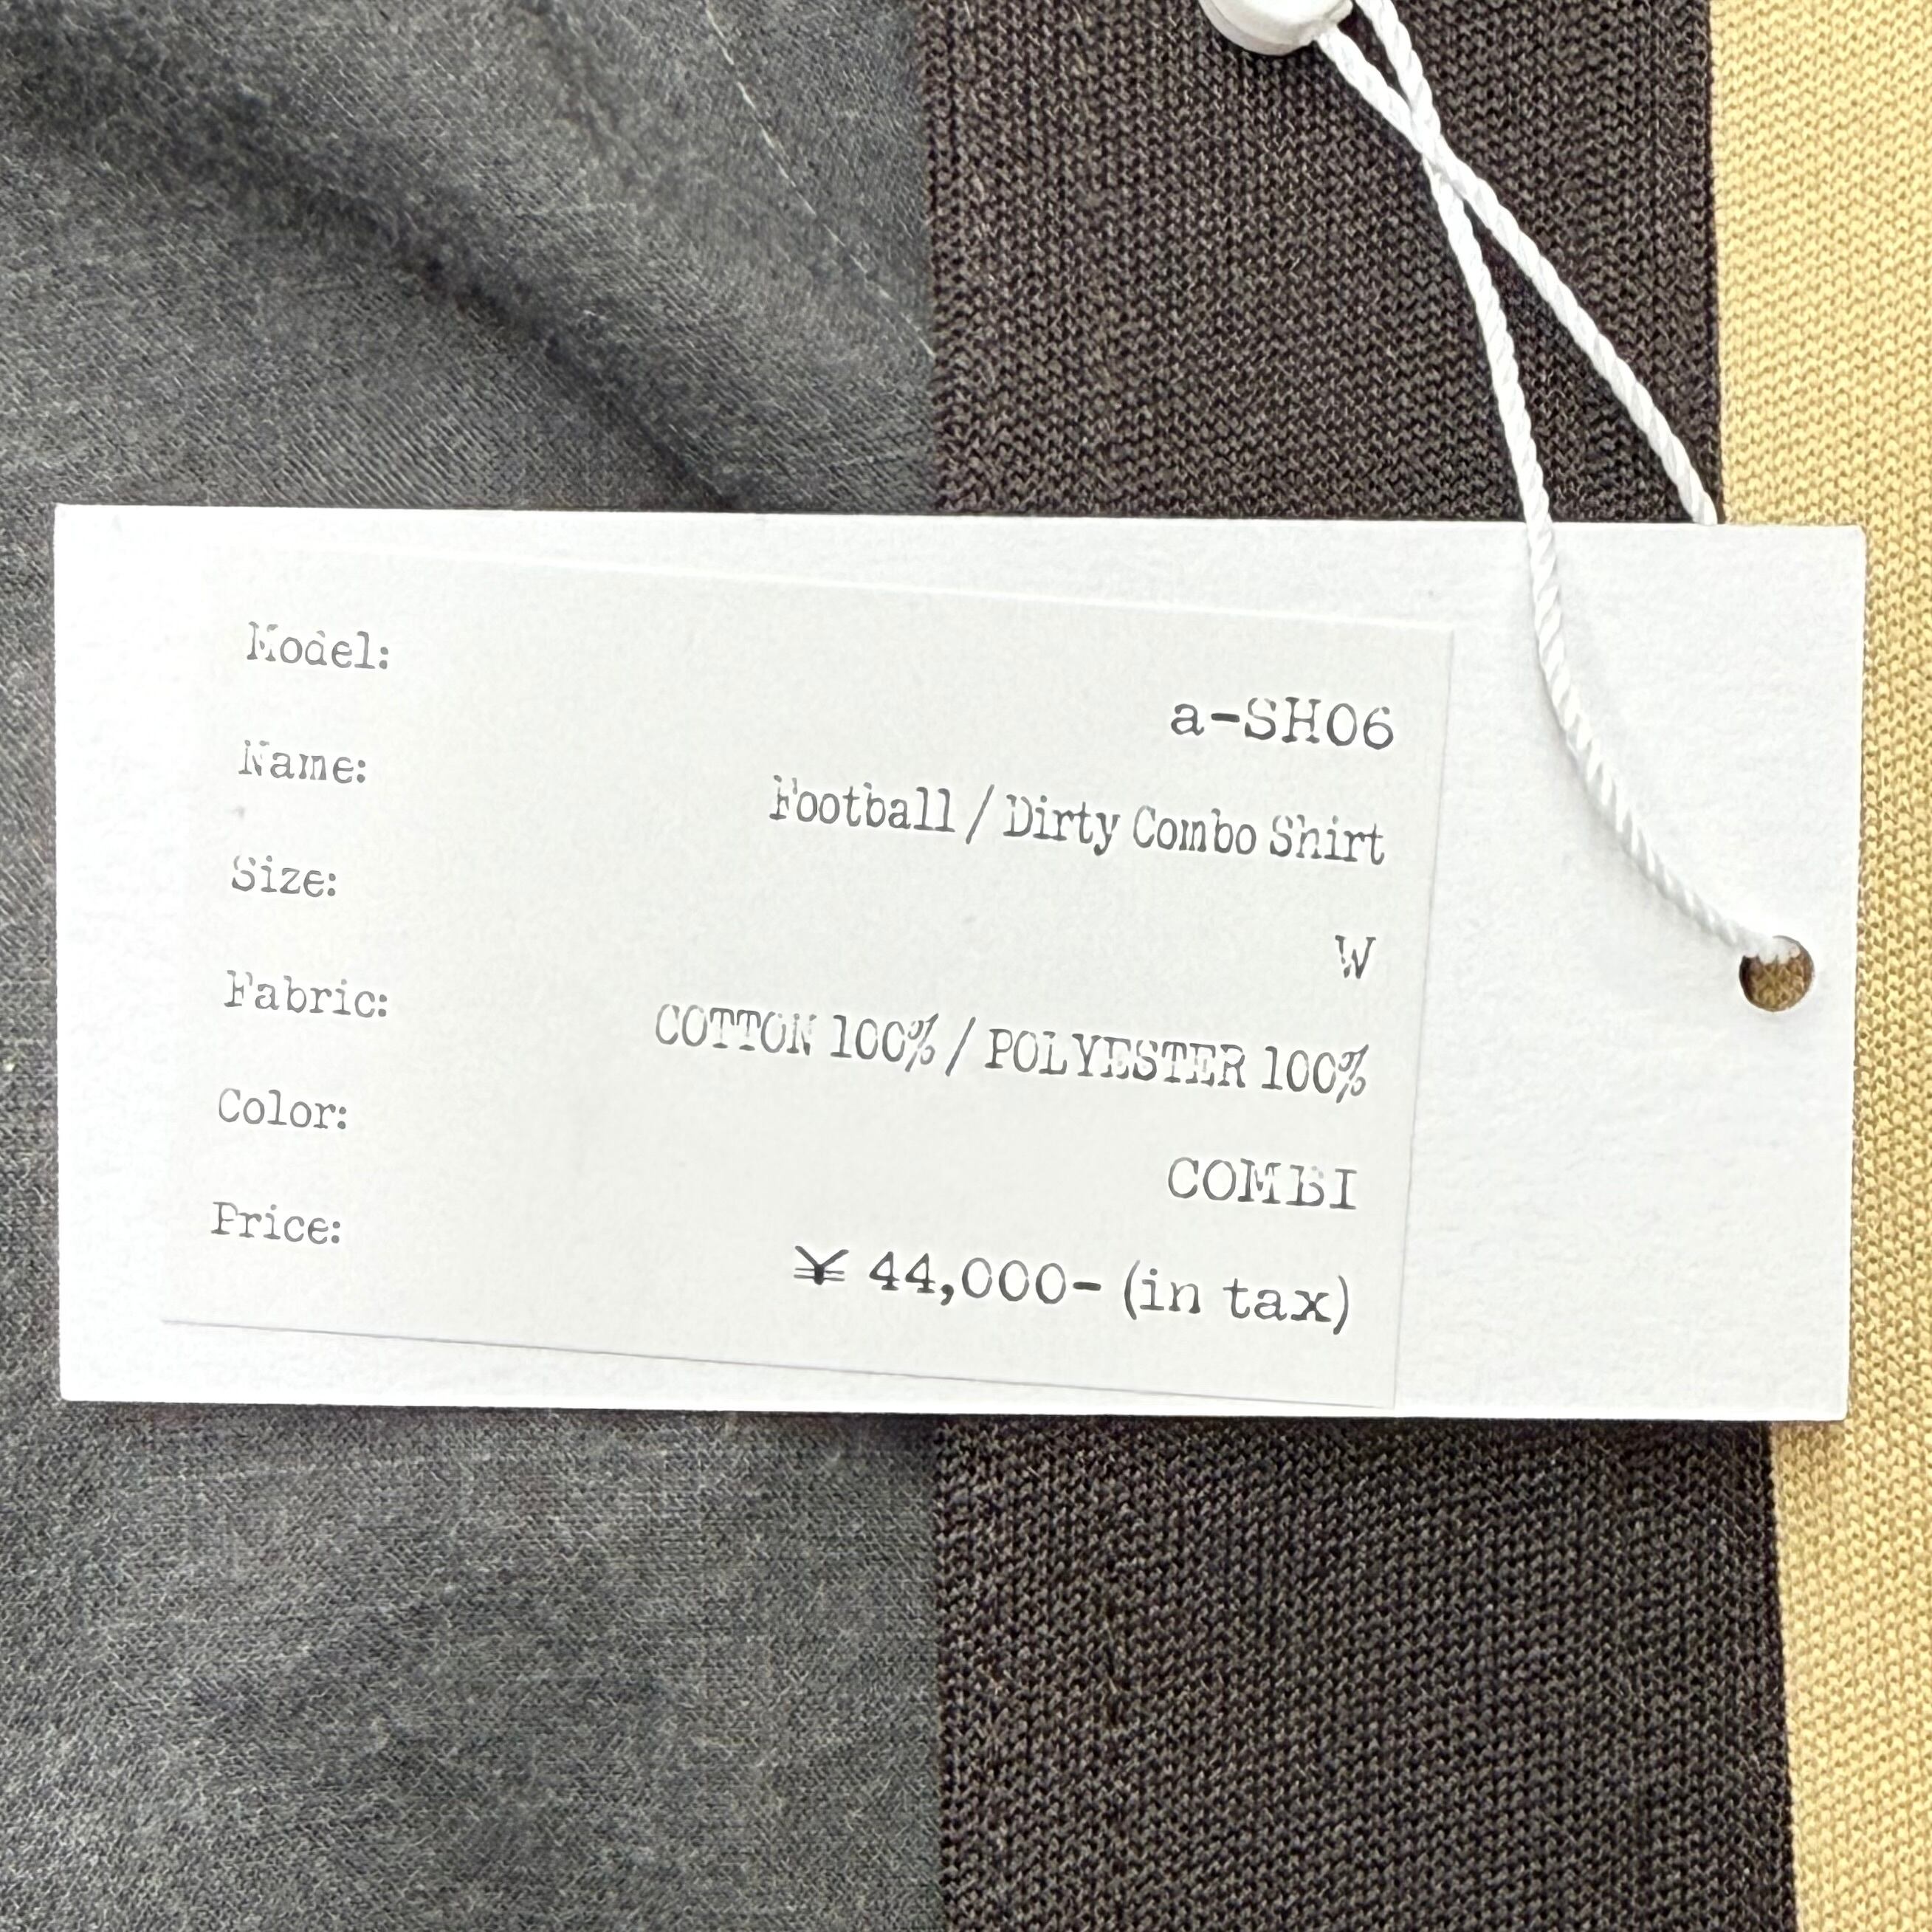 Model:
a-SH06
Name:
Football / Dirty Combo Shirt
Size:
W
Fabric:
COTTON 100% / POLYESTER 100%
Color:
COMBI
Price:
¥ 44,000- (in tax)